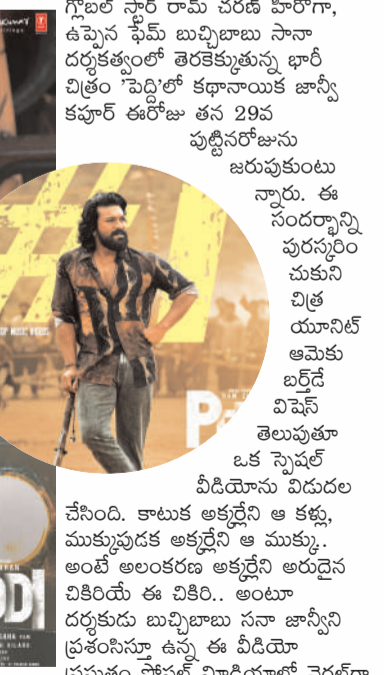 గ్లోబల్ స్టార్ రామ్ చరణ్ హీరోగా,
ఉప్పెన ఫేమ్ బుచ్చిబాబు సానా
దర్శకత్వంలో తెరకెక్కుతున్న భారీ
చిత్రం 'పెద్ది'లో కథానాయిక జాన్వీ
కపూర్ ఈరోజు తన 29వ
పుట్టినరోజును
జరుపుకుంటు
న్నారు. ఈ
సందర్భాన్ని
పురస్కరిం
చుకుని
చిత్ర
యూనిట్
ఆమెకు
బర్త్‌డే
విషెస్
తెలుపుతూ
ఒక స్పెషల్
వీడియోను విడుదల
చేసింది. కాటుక అక్కర్లేని ఆ కళ్లు,
ముక్కుపుడక అక్కర్లేని ఆ ముక్కు..
అంటే అలంకరణ అక్కర్లేని అరుదైన
చికిరియే ఈ చికిరి.. అంటూ
దర్శకుడు బుచ్చిబాబు సనా జాన్వీని
ప్రశంసిస్తూ ఉన్న ఈ వీడియో